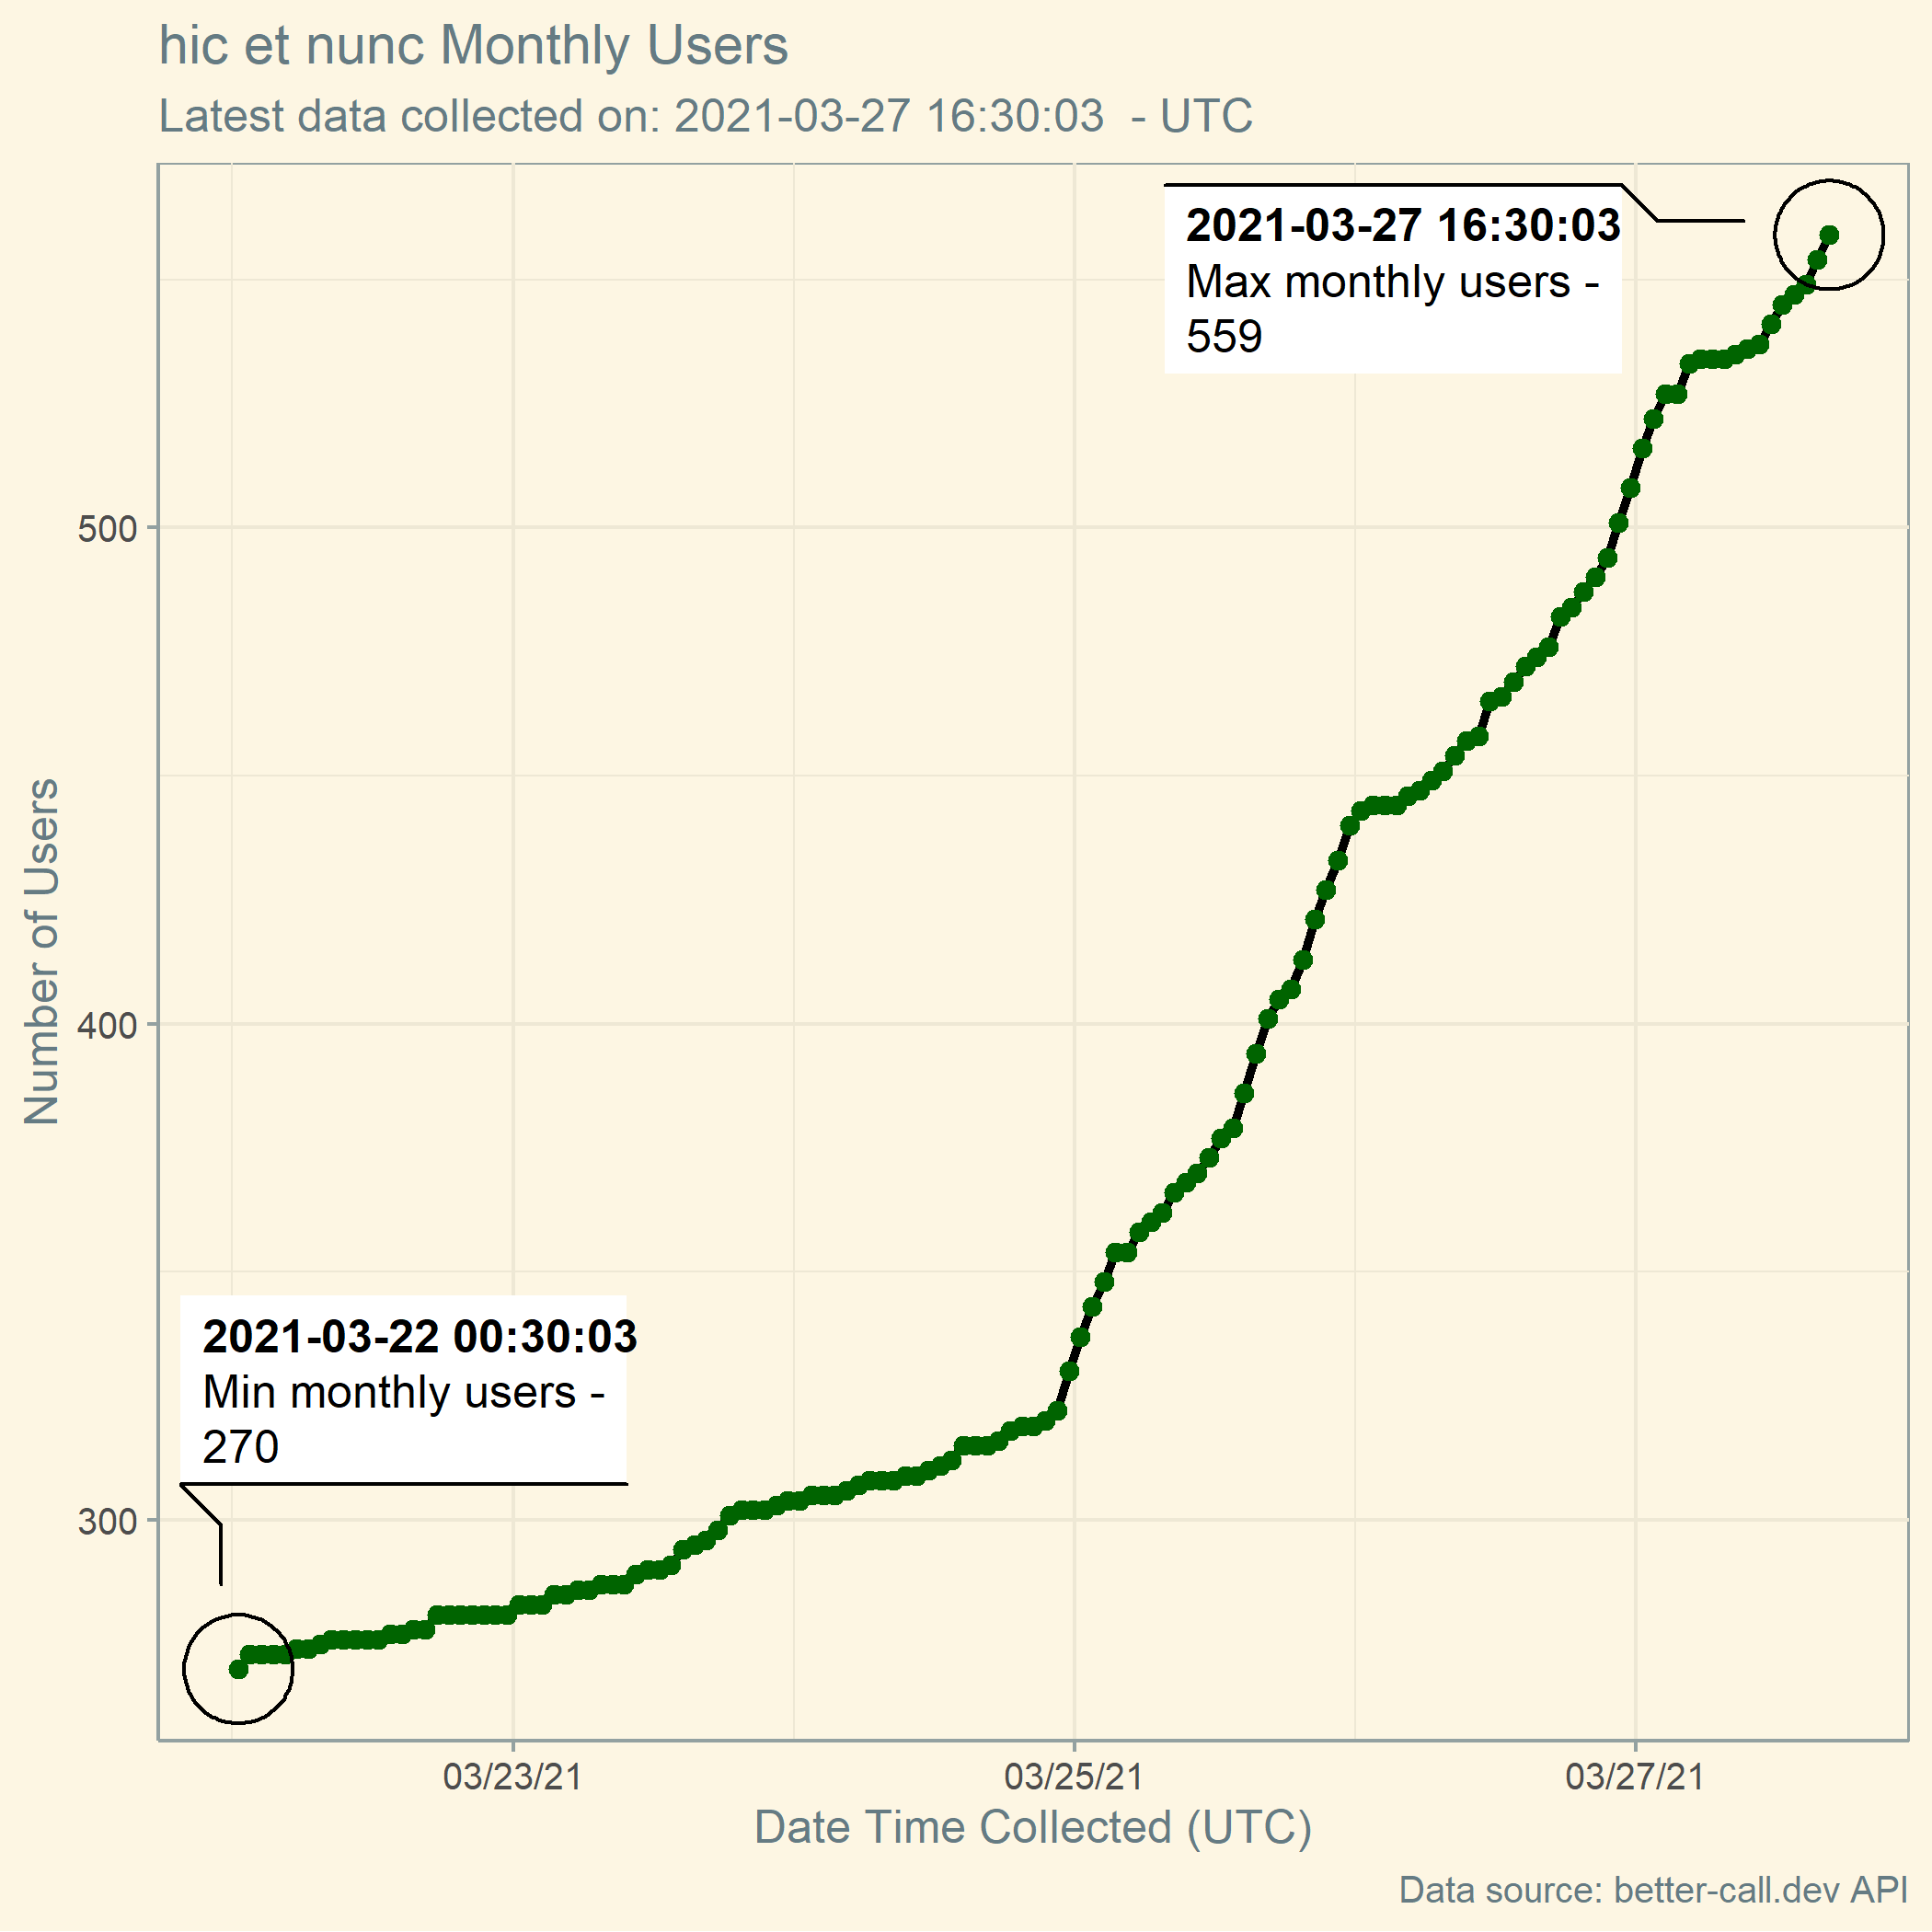 hic et nunc Monthly Users
Latest data collected on: 2021-03-27 16:30:03  - UTC
2021-03-27 16:30:03
Max monthly users -
559
500
400
300
Number of Users
2021-03-22 00:30:03
Min monthly users -
270
03/23/21
03/25/21
03/27/21
Date Time Collected (UTC)
Data source: better-call.dev API